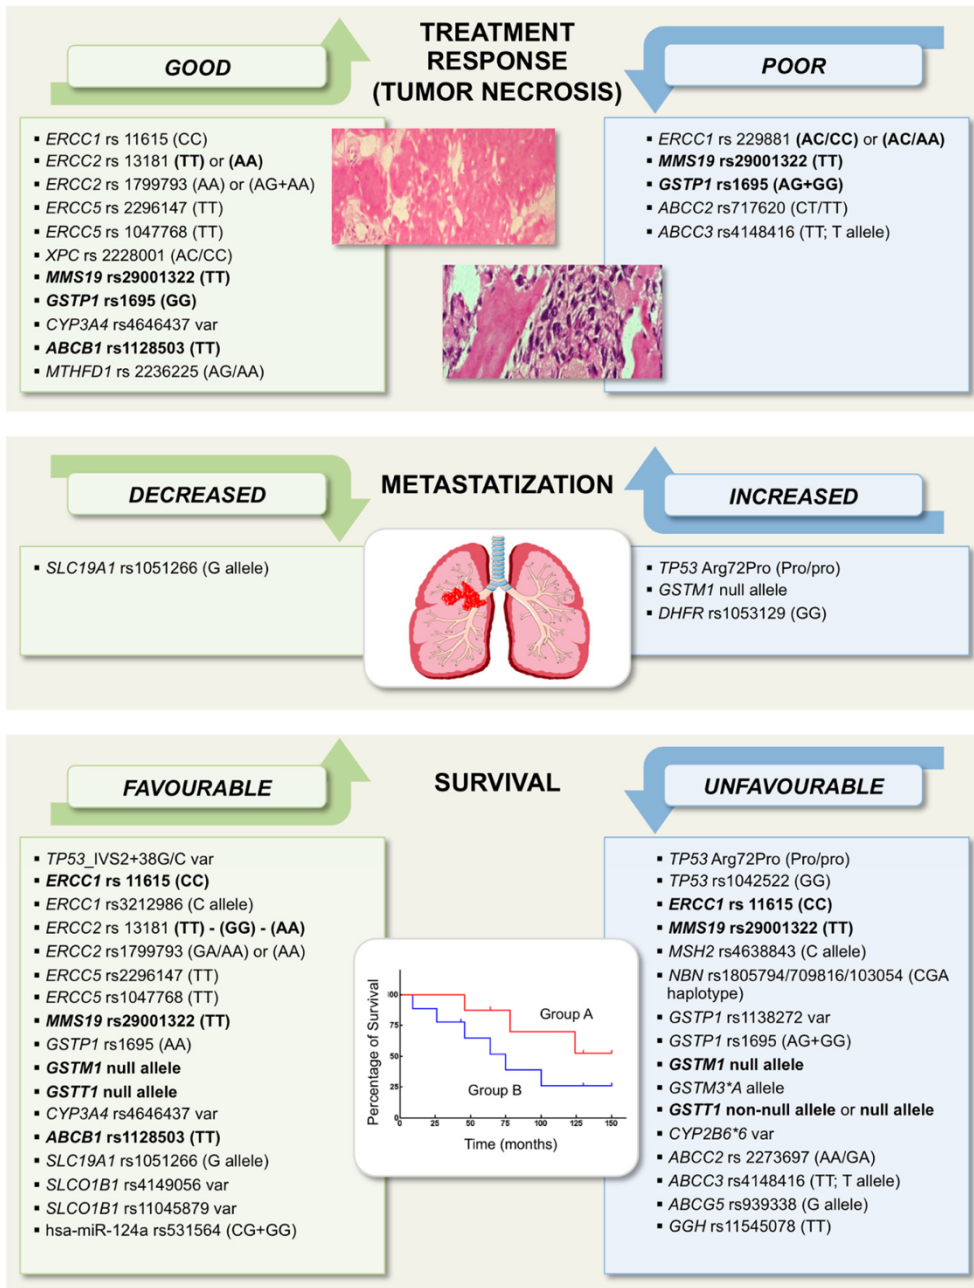 TREATMENT
RESPONSE
(TUMOR NECROSIS)
GOOD
▪ ERCC1 rs 11615 (CC)
▪ ERCC2 rs 13181 (TT) or (AA)
▪ ERCC2 rs 1799793 (AA) or (AG+AA)
▪ ERCC5 rs 2296147 (TT)
▪ ERCC5 rs 1047768 (TT)
▪ XPC rs 2228001 (AC/CC)
▪ MMS19 rs29001322 (TT)
▪ GSTP1 rs1695 (GG)
▪ CYP3A4 rs4646437 var
▪ ABCB1 rs1128503 (TT)
▪ MTHFD1 rs 2236225 (AG/AA)
POOR
▪ ERCC1 rs 229881 (AC/CC) or (AC/AA)
▪ MMS19 rs29001322 (TT)
▪ GSTP1 rs1695 (AG+GG)
▪ ABCC2 rs717620 (CT/TT)
▪ ABCC3 rs4148416 (TT; T allele)
METASTATIZATION
DECREASED
▪ SLC19A1 rs1051266 (G allele)
INCREASED
▪ TP53 Arg72Pro (Pro/pro)
▪ GSTM1 null allele
▪ DHFR rs1053129 (GG)
SURVIVAL
FAVOURABLE
▪ TP53_IVS2+38G/C var
▪ ERCC1 rs 11615 (CC)
▪ ERCC1 rs3212986 (C allele)
▪ ERCC2 rs 13181 (TT) - (GG) - (AA)
▪ ERCC2 rs1799793 (GA/AA) or (AA)
▪ ERCC5 rs2296147 (TT)
▪ ERCC5 rs1047768 (TT)
▪ MMS19 rs29001322 (TT)
▪ GSTP1 rs1695 (AA)
▪ GSTM1 null allele
▪ GSTT1 null allele
▪ CYP3A4 rs4646437 var
▪ ABCB1 rs1128503 (TT)
▪ SLC19A1 rs1051266 (G allele)
▪ SLCO1B1 rs4149056 var
▪ SLCO1B1 rs11045879 var
▪ hsa-miR-124a rs531564 (CG+GG)
Percentage of Survival
100
75
50
25
Group A
Group B
0 25 50 75 100 125 150
Time (months)
UNFAVOURABLE
▪ TP53 Arg72Pro (Pro/pro)
▪ TP53 rs1042522 (GG)
▪ ERCC1 rs 11615 (CC)
▪ MMS19 rs29001322 (TT)
▪ MSH2 rs4638843 (C allele)
▪ NBN rs1805794/709816/103054 (CGA
haplotype)
▪ GSTP1 rs1138272 var
▪ GSTP1 rs1695 (AG+GG)
▪ GSTM1 null allele
▪ GSTM3*A allele
▪ GSTT1 non-null allele or null allele
▪ CYP2B6*6 var
▪ ABCC2 rs 2273697 (AA/GA)
▪ ABCC3 rs4148416 (TT; T allele)
▪ ABCG5 rs939338 (G allele)
▪ GGH rs11545078 (TT)